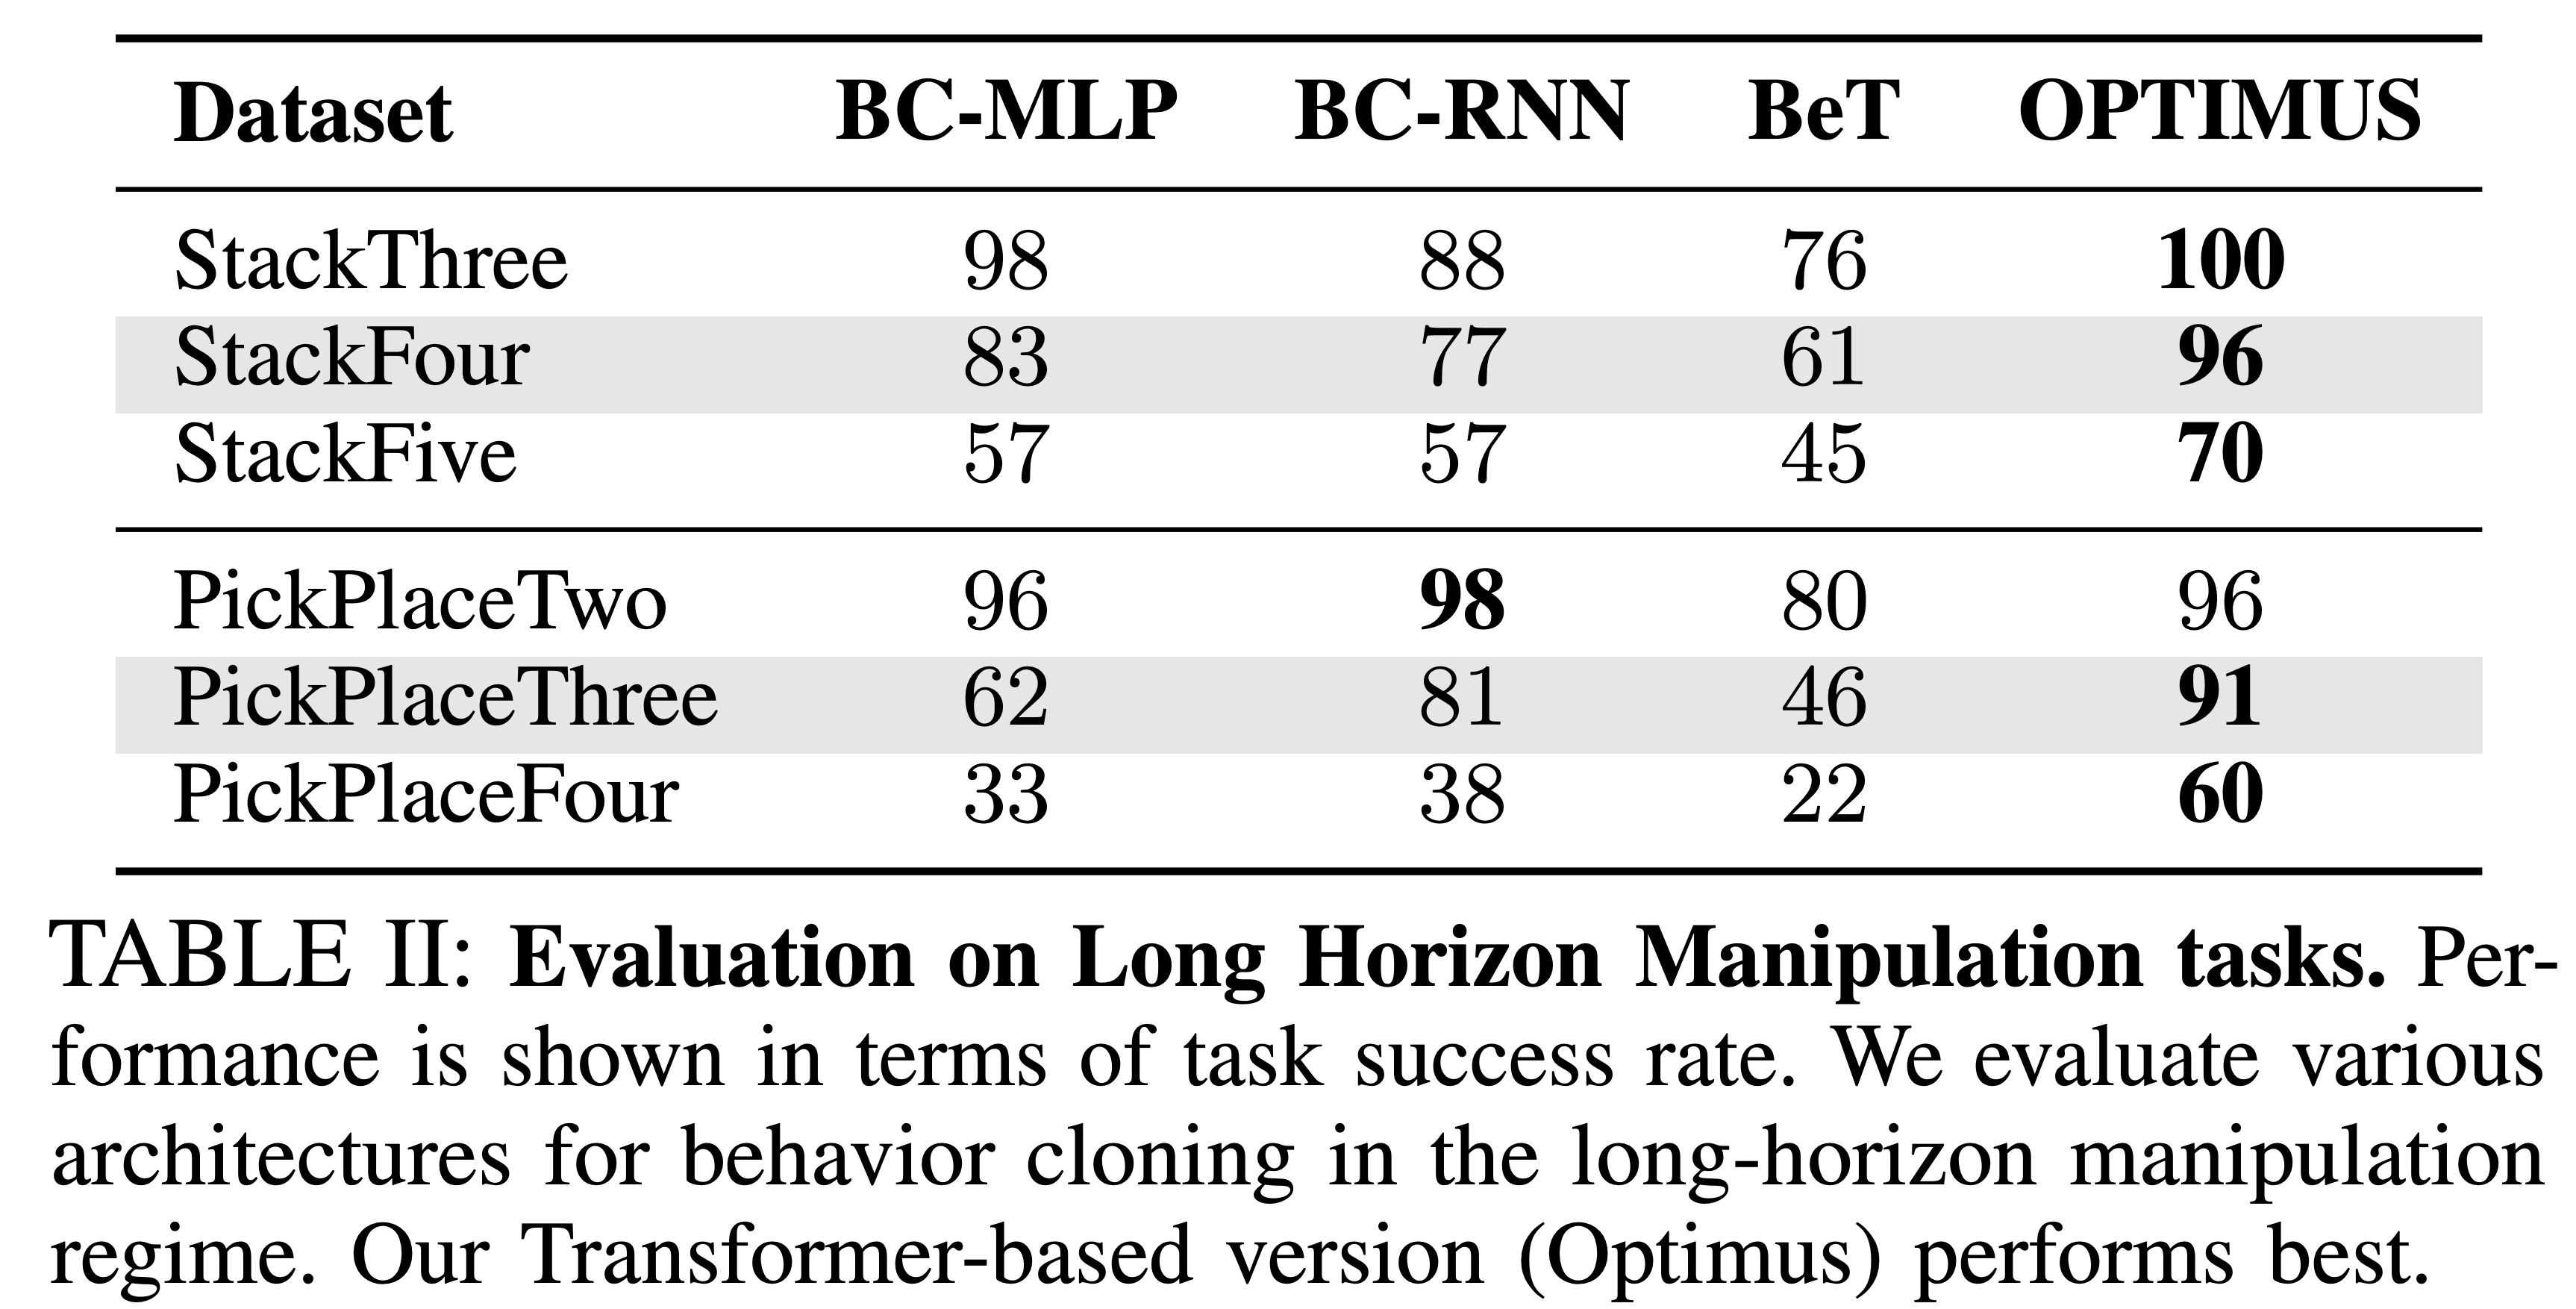 Dataset BC-MLP BC-RNN BeT OPTIMUS
StackThree 98 88 76 100
StackFour 83 77 61 96
StackFive 57 57 45 70
PickPlaceTwo 96 98 80 96
PickPlaceThree 62 81 46 91
PickPlaceFour 33 38 22 60
TABLE II: Evaluation on Long Horizon Manipulation tasks. Per-
formance is shown in terms of task success rate. We evaluate various
architectures for behavior cloning in the long-horizon manipulation
regime. Our Transformer-based version (Optimus) performs best.